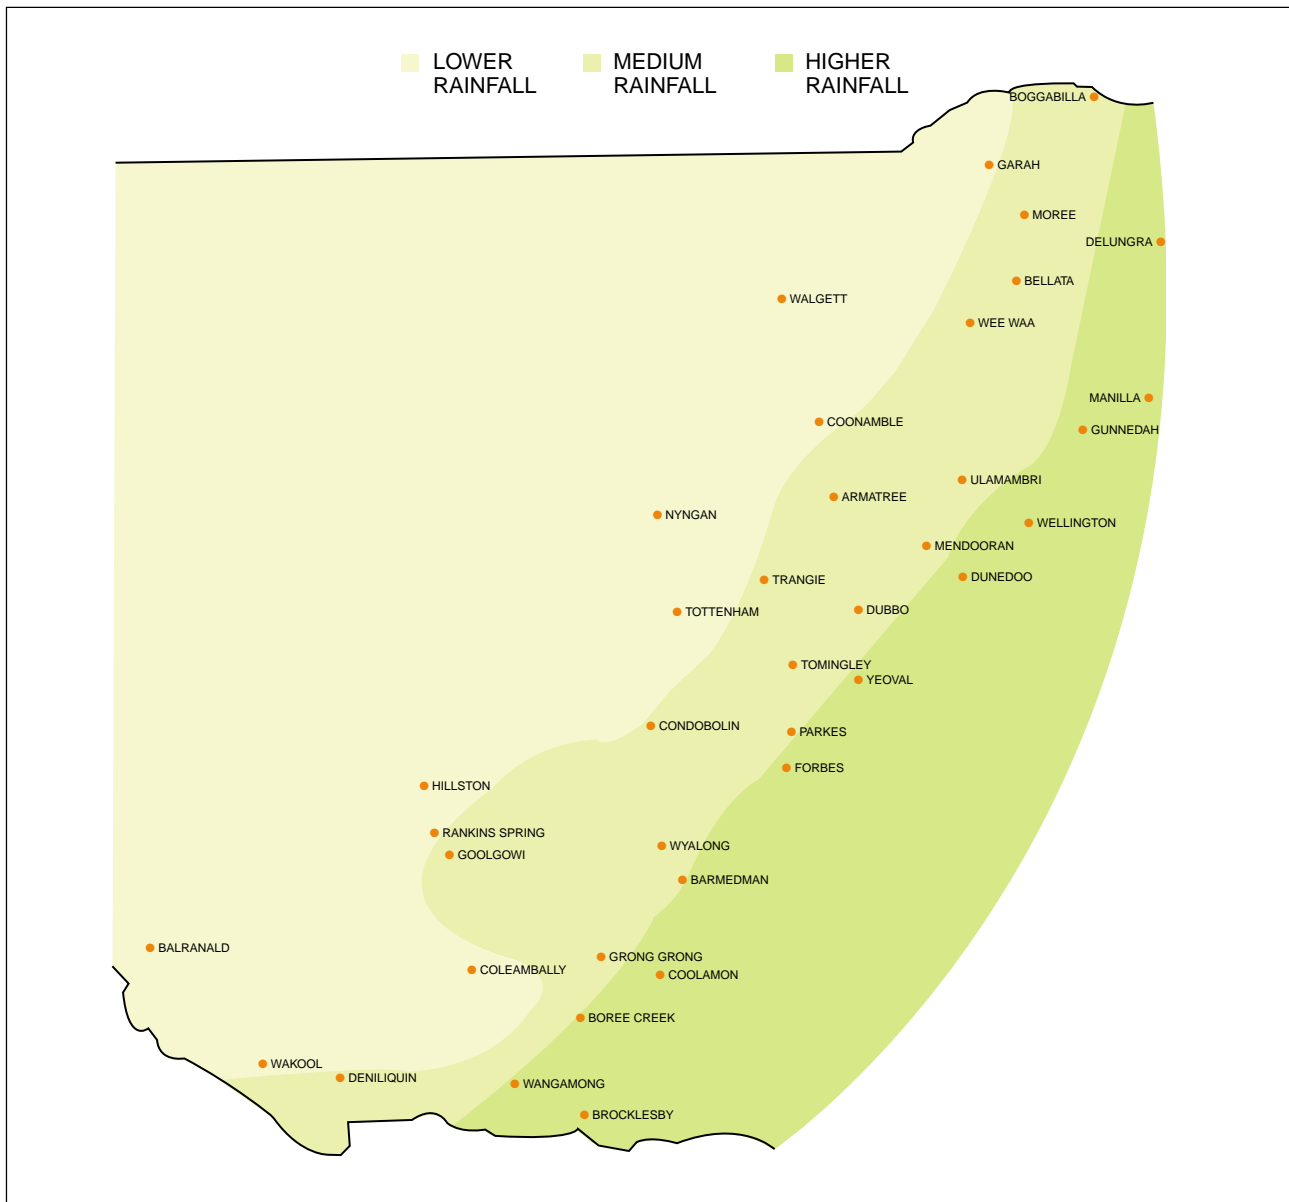 LOWER
RAINFALL
MEDIUM
RAINFALL
HIGHER
RAINFALL
BOGGABILLA
GARAH
MOREE
DELUNGRA
BELLATA
WALGETT
WEE WAA
MANILLA
COONAMBLE
GUNNEDAH
ULAMAMBRI
ARMATREE
NYNGAN
WELLINGTON
MENDOORAN
DUNEDOO
TRANGIE
DUBBO
TOTTENHAM
TOMINGLEY
YEOVAL
CONDOBOLIN
PARKES
FORBES
HILLSTON
RANKINS SPRING
WYALONG
GOOLGOWI
BARMEDMAN
BALRANALD
GRONG GRONG
COLEAMBALLY
COOLAMON
BOREE CREEK
WAKOOL
DENILIQUIN
WANGAMONG
BROCKLESBY